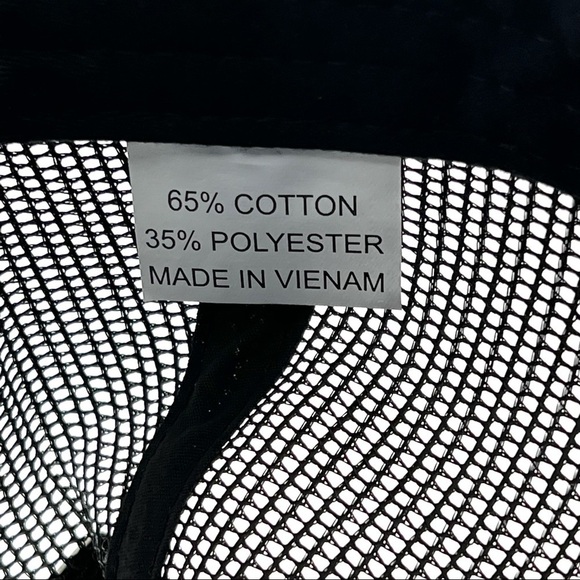 65% COTTON
35% POLYESTER
MADE IN VIENAM